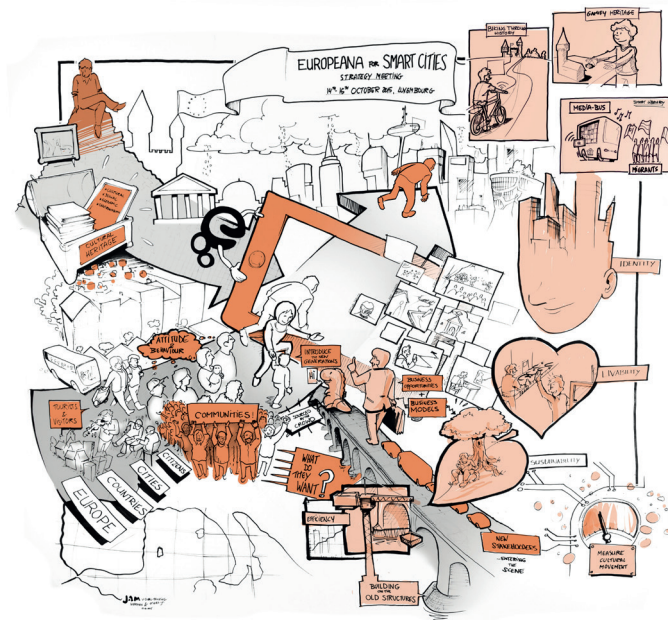 EUROPEANA FOR SMART CITIES
STRATEGY MEETING
14TH-16TH OCTOBER 2015, LUXEMBOURG
BIKING THROUGH
HISTORY
GAMIFY HERITAGE
MEDIA-BUS
MIGRANTS
CULTURAL
HERITAGE
IDENTITY
ATTITUDE
BEHAVIOUR
INTRODUCE
NEW
GENERATIONS
LIVABILITY
BUSINESS
OPPORTUNITIES
+
BUSINESS
MODELS
TOURISTS
&
VISITORS
COMMUNITIES!
CROWD
WHAT
DO
THEY
WANT?
CITIZENS
CITIES
COUNTRIES
EUROPE
SUSTAINABILITY
EFFICIENCY
NEW
STAKEHOLDERS
...ENTERING
THE
SCENE
MEASURE
CULTURAL
MOVEMENT
BUILDING
ON THE
OLD STRUCTURES
JAM